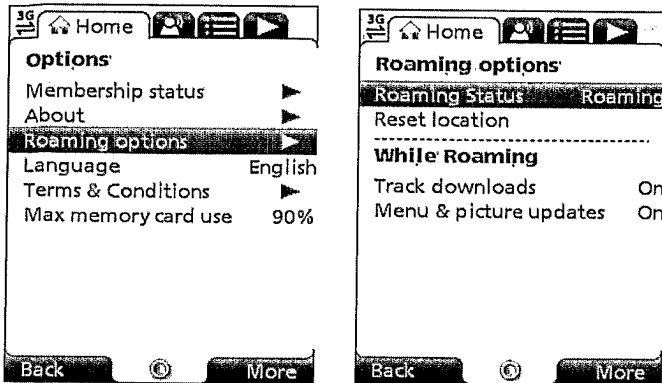 3G
Home
Options
Membership status
About
Roaming options
Language English
Terms & Conditions
Max memory card use 90%
Back More
3G
Home
Roaming options
Roaming Status Roaming
Reset location
While Roaming
Track downloads On
Menu & picture updates On
Back More